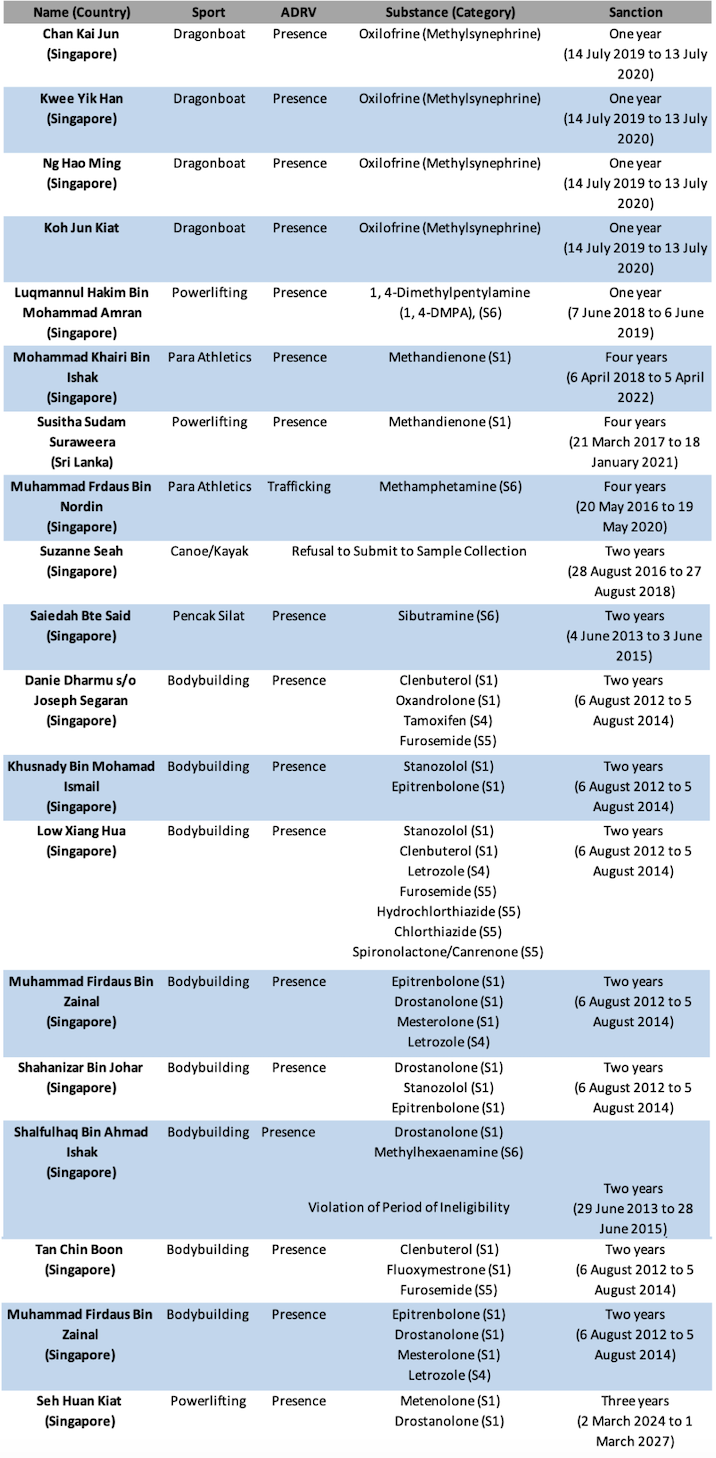 Name (Country) Sport ADRV Substance (Category) Sanction
Chan Kai Jun Dragonboat Presence Oxilofrine (Methylsynephrine) One year
(Singapore) (14 July 2019 to 13 July
2020)
Kwee Yik Han Dragonboat Presence Oxilofrine (Methylsynephrine) One year
(Singapore) (14 July 2019 to 13 July
2020)
Ng Hao Ming Dragonboat Presence Oxilofrine (Methylsynephrine) One year
(Singapore) (14 July 2019 to 13 July
2020)
Koh Jun Kiat Dragonboat Presence Oxilofrine (Methylsynephrine) One year
(14 July 2019 to 13 July
2020)
Luqmannul Hakim Bin Powerlifting Presence 1, 4-Dimethylpentylamine One year
Mohammad Amran (1, 4-DMPA), (S6) (7 June 2018 to 6 June
(Singapore) 2019)
Mohammad Khairi Bin Para Athletics Presence Methandienone (S1) Four years
Ishak (6 April 2018 to 5 April
(Singapore) 2022)
Susitha Sudam Powerlifting Presence Methandienone (S1) Four years
Suraweera (21 March 2017 to 18
(Sri Lanka) January 2021)
Muhammad Frdaus Bin Para Athletics Trafficking Methamphetamine (S6) Four years
Nordin (20 May 2016 to 19
(Singapore) May 2020)
Suzanne Seah Canoe/Kayak Refusal to Submit to Sample Collection Two years
(Singapore) (28 August 2016 to 27
August 2018)
Saiedah Bte Said Pencak Silat Presence Sibutramine (S6) Two years
(Singapore) (4 June 2013 to 3 June
2015)
Danie Dharmu s/o Bodybuilding Presence Clenbuterol (S1) Two years
Joseph Segaran Oxandrolone (S1) (6 August 2012 to 5
(Singapore) Tamoxifen (S4) August 2014)
Furosemide (S5)
Khusnady Bin Mohamad Bodybuilding Presence Stanozolol (S1) Two years
Ismail Epitrenbolone (S1) (6 August 2012 to 5
(Singapore) August 2014)
Low Xiang Hua Bodybuilding Presence Stanozolol (S1) Two years
(Singapore) Clenbuterol (S1) (6 August 2012 to 5
Letrozole (S4) August 2014)
Furosemide (S5)
Hydrochlorthiazide (S5)
Chlorthiazide (S5)
Spironolactone/Canrenone (S5)
Muhammad Firdaus Bin Bodybuilding Presence Epitrenbolone (S1) Two years
Zainal Drostanolone (S1) (6 August 2012 to 5
(Singapore) Mesterolone (S1) August 2014)
Letrozole (S4)
Shahanizar Bin Johar Bodybuilding Presence Drostanolone (S1) Two years
(Singapore) Stanozolol (S1) (6 August 2012 to 5
Epitrenbolone (S1) August 2014)
Shalfulhaq Bin Ahmad Bodybuilding Presence Drostanolone (S1)
Ishak Methylhexaenamine (S6)
(Singapore)
Two years
Violation of Period of Ineligibility (29 June 2013 to 28
June 2015)
Tan Chin Boon Bodybuilding Presence Clenbuterol (S1) Two years
(Singapore) Fluoxymestrone (S1) (6 August 2012 to 5
Furosemide (S5) August 2014)
Muhammad Firdaus Bin Bodybuilding Presence Epitrenbolone (S1) Two years
Zainal Drostanolone (S1) (6 August 2012 to 5
(Singapore) Mesterolone (S1) August 2014)
Letrozole (S4)
Seh Huan Kiat Powerlifting Presence Metenolone (S1) Three years
(Singapore) Drostanolone (S1) (2 March 2024 to 1
March 2027)